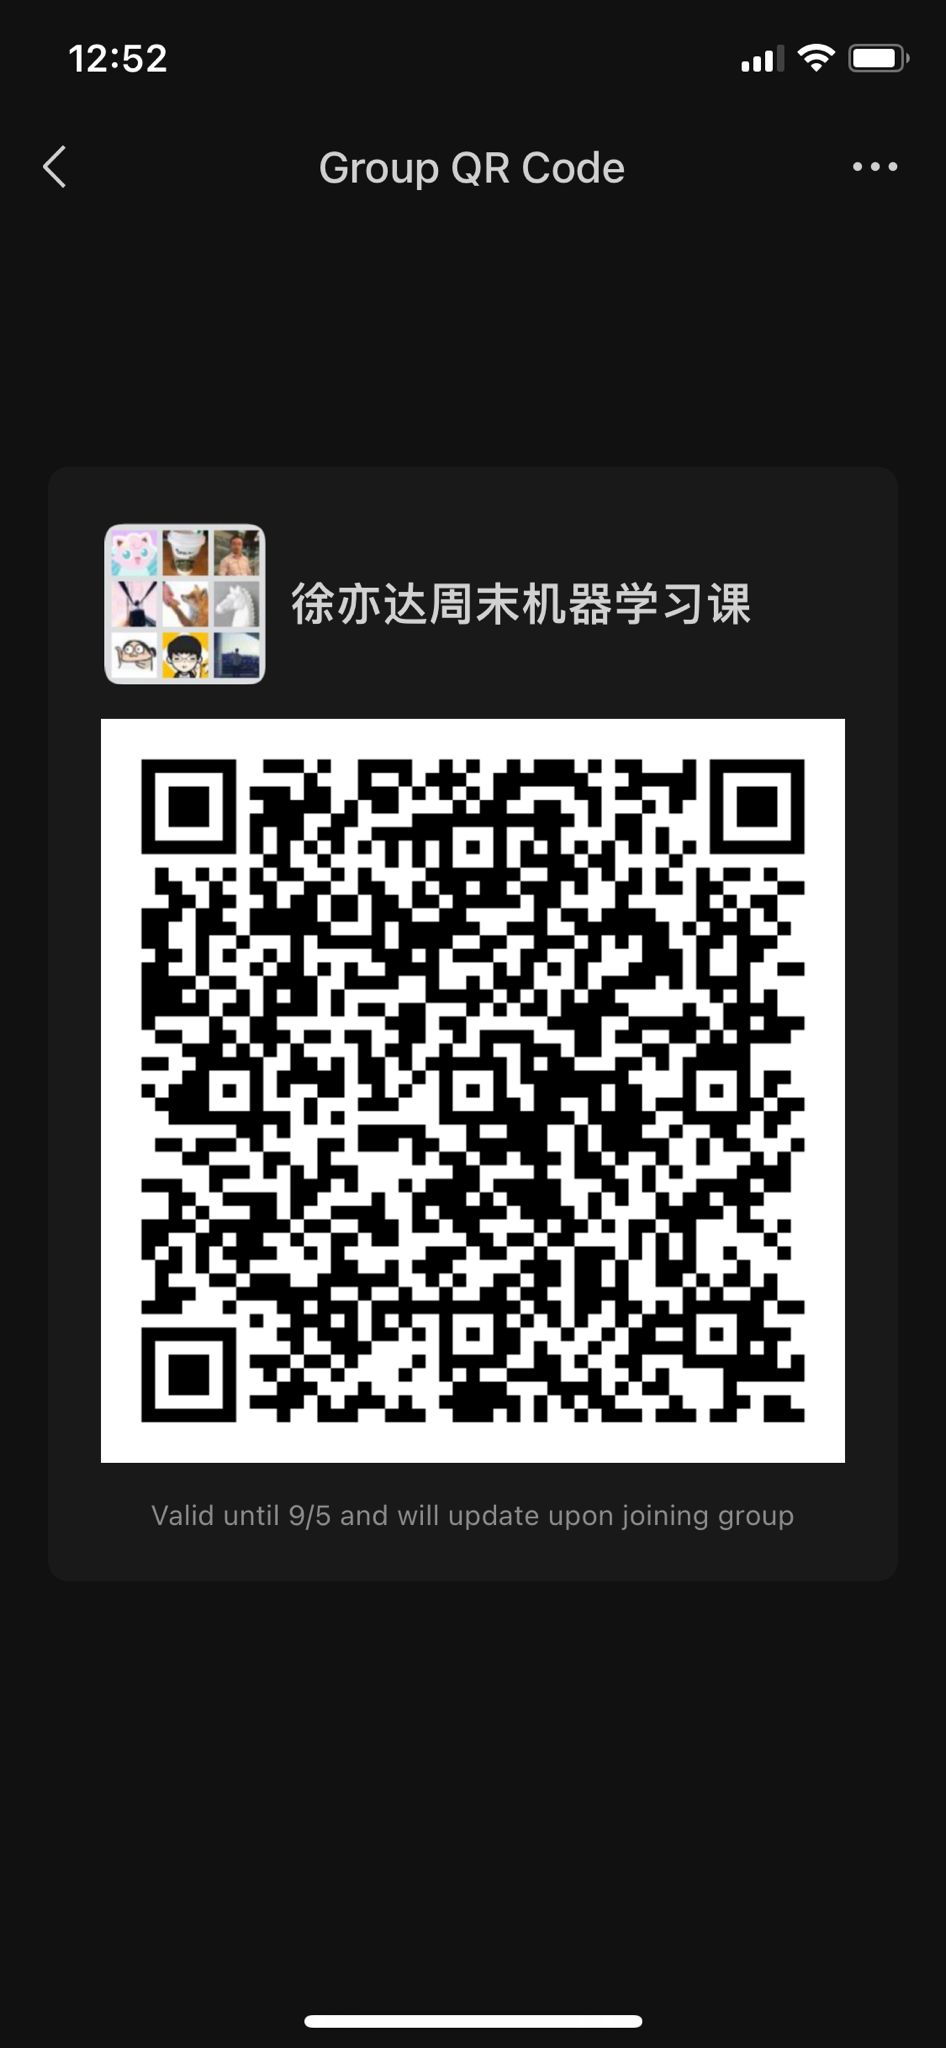 12:52
Group QR Code
徐亦达周末机器学习课
Valid until 9/5 and will update upon joining group